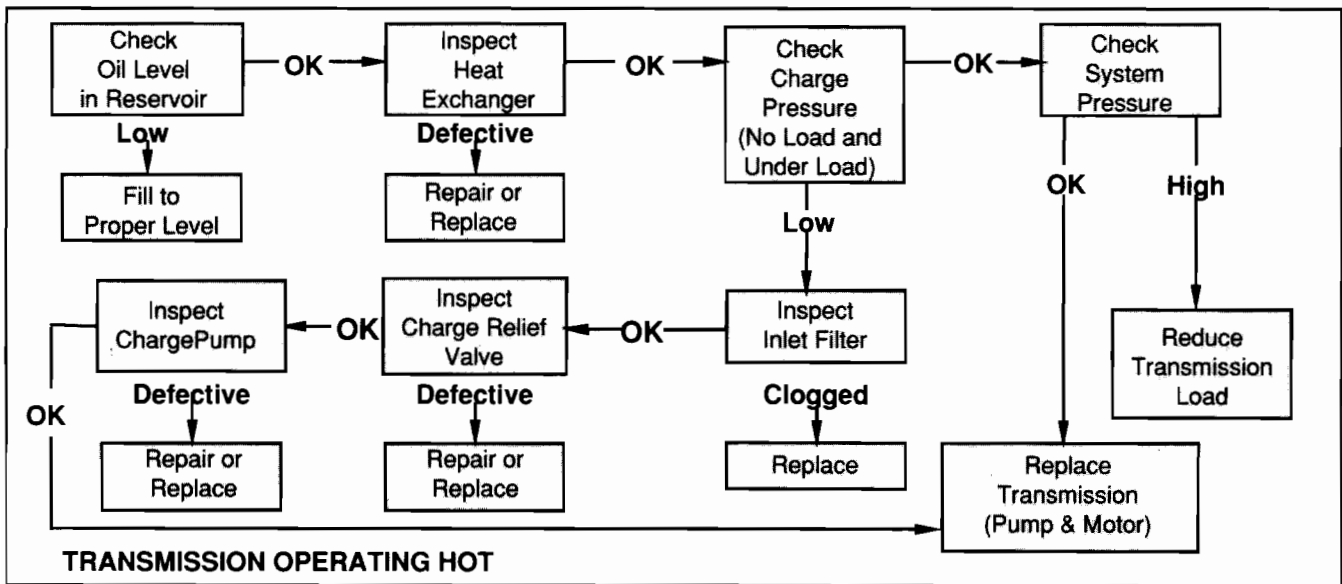 Check
Oil Level
in Reservoir
OK
Inspect
Heat
Exchanger
OK
Check
Charge
Pressure
(No Load and
Under Load)
OK
Check
System
Pressure
Low
Fill to
Proper Level
Defective
Repair or
Replace
Low
OK
High
Inspect
ChargePump
OK
Inspect
Charge Relief
Valve
OK
Inspect
Inlet Filter
Reduce
Transmission
Load
OK
Defective
Repair or
Replace
Defective
Repair or
Replace
Clogged
Replace
Replace
Transmission
(Pump & Motor)
TRANSMISSION OPERATING HOT